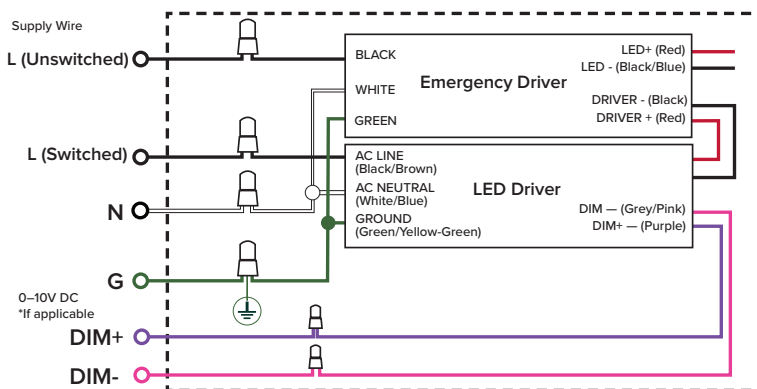 Supply Wire
L (Unswitched)
L (Switched)
N
G
0–10V DC
*If applicable
DIM+
DIM-
BLACK
WHITE
GREEN
Emergency Driver
LED+ (Red)
LED - (Black/Blue)
DRIVER - (Black)
DRIVER + (Red)
AC LINE
(Black/Brown)
AC NEUTRAL
(White/Blue)
GROUND
(Green/Yellow-Green)
LED Driver
DIM — (Grey/Pink)
DIM+ — (Purple)